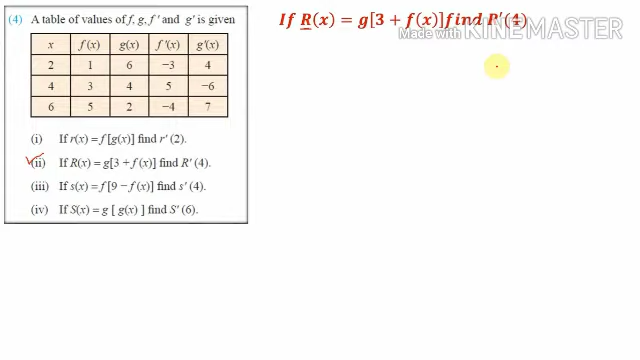 (4) A table of values of f, g, f' and g' is given
x f(x) g(x) f'(x) g'(x)
2 1 6 −3 4
4 3 4 5 −6
6 5 2 −4 7
(i) If r(x) = f[g(x)] find r'(2).
(ii) If R(x) = g[3 + f(x)] find R'(4).
(iii) If s(x) = f[9 − f(x)] find s'(4).
(iv) If S(x) = g [ g(x) ] find S'(6).
If R(x) = g[3 + f(x)]find R'(4)
Made with KINEMASTER